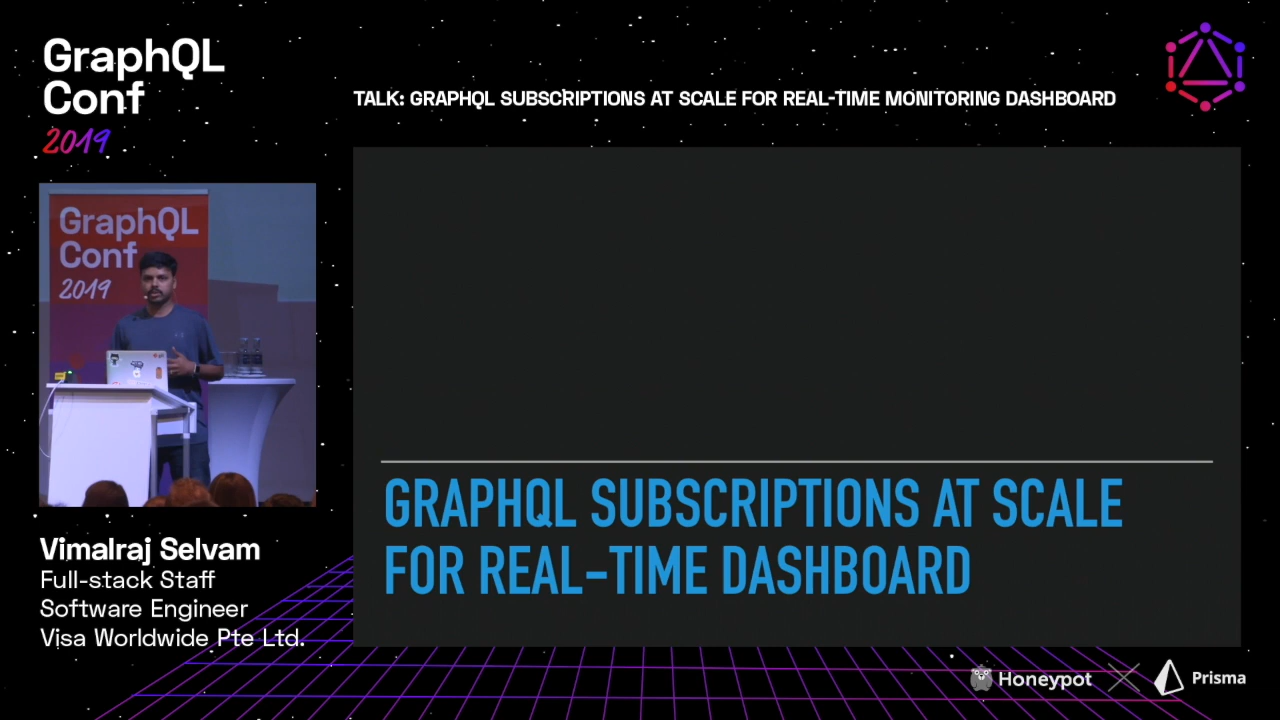 GraphQL
Conf
2019
TALK: GRAPHQL SUBSCRIPTIONS AT SCALE FOR REAL-TIME MONITORING DASHBOARD
GraphQL
Conf
2019
GRAPHQL SUBSCRIPTIONS AT SCALE
FOR REAL-TIME DASHBOARD
Vimalraj Selvam
Full-stack Staff
Software Engineer
Visa Worldwide Pte Ltd.
Honeypot
Prisma